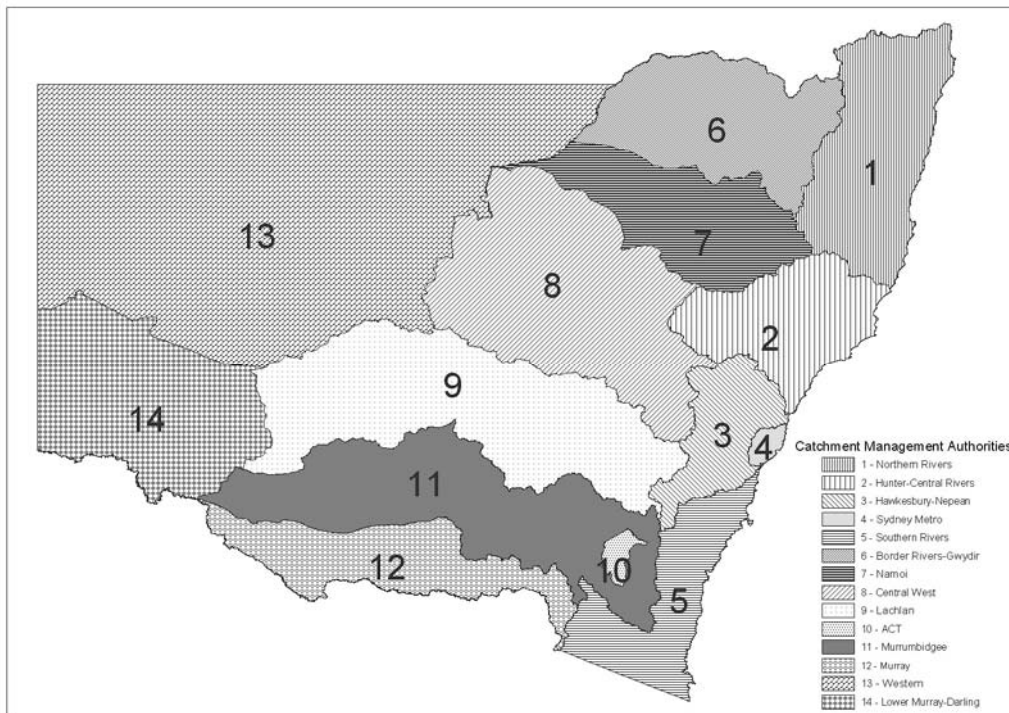 6
1
13
7
8
2
9
14
3
4
11
10
12
5
Catchment Management Authorities
1 - Northern Rivers
2 - Hunter-Central Rivers
3 - Hawkesbury-Nepean
4 - Sydney Metro
5 - Southern Rivers
6 - Border Rivers-Gwydir
7 - Namoi
8 - Central West
9 - Lachlan
10 - ACT
11 - Murrumbidgee
12 - Murray
13 - Western
14 - Lower Murray-Darling